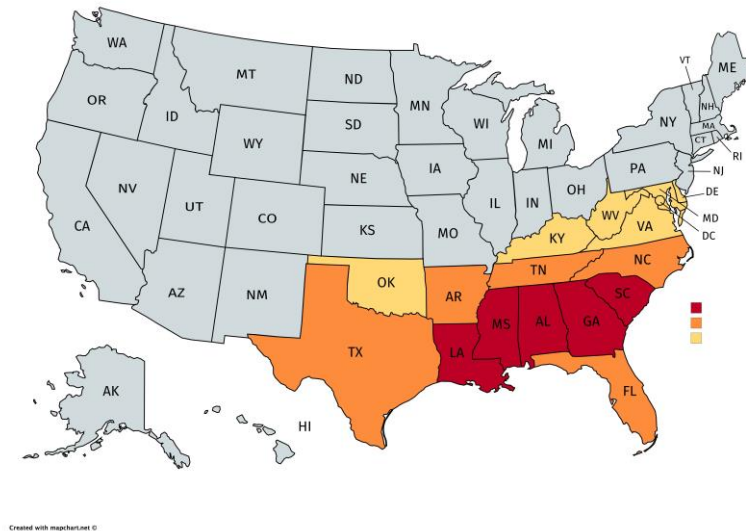 WA
MT
ND
MN
VT
ME
OR
ID
SD
WI
MI
NY
NH
MA
CT
RI
WY
IA
PA
NJ
NE
NV
UT
CO
IL
IN
OH
DE
MD
DC
CA
KS
MO
WV
VA
KY
AZ
NM
OK
AR
TN
NC
SC
MS
AL
GA
TX
LA
FL
AK
HI
Created with mapchart.net ©